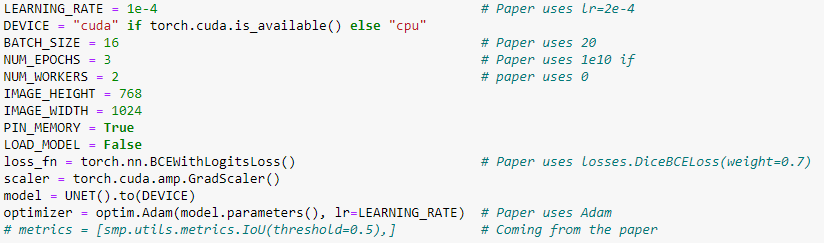 LEARNING_RATE = 1e-4 # Paper uses lr=2e-4
DEVICE = "cuda" if torch.cuda.is_available() else "cpu"
BATCH_SIZE = 16 # Paper uses 20
NUM_EPOCHS = 3 # Paper uses 1e10 if
NUM_WORKERS = 2 # paper uses 0
IMAGE_HEIGHT = 768
IMAGE_WIDTH = 1024
PIN_MEMORY = True
LOAD_MODEL = False
loss_fn = torch.nn.BCEWithLogitsLoss() # Paper uses losses.DiceBCELoss(weight=0.7)
scaler = torch.cuda.amp.GradScaler()
model = UNET().to(DEVICE)
optimizer = optim.Adam(model.parameters(), lr=LEARNING_RATE) # Paper uses Adam
# metrics = [smp.utils.metrics.IoU(threshold=0.5),] # Coming from the paper